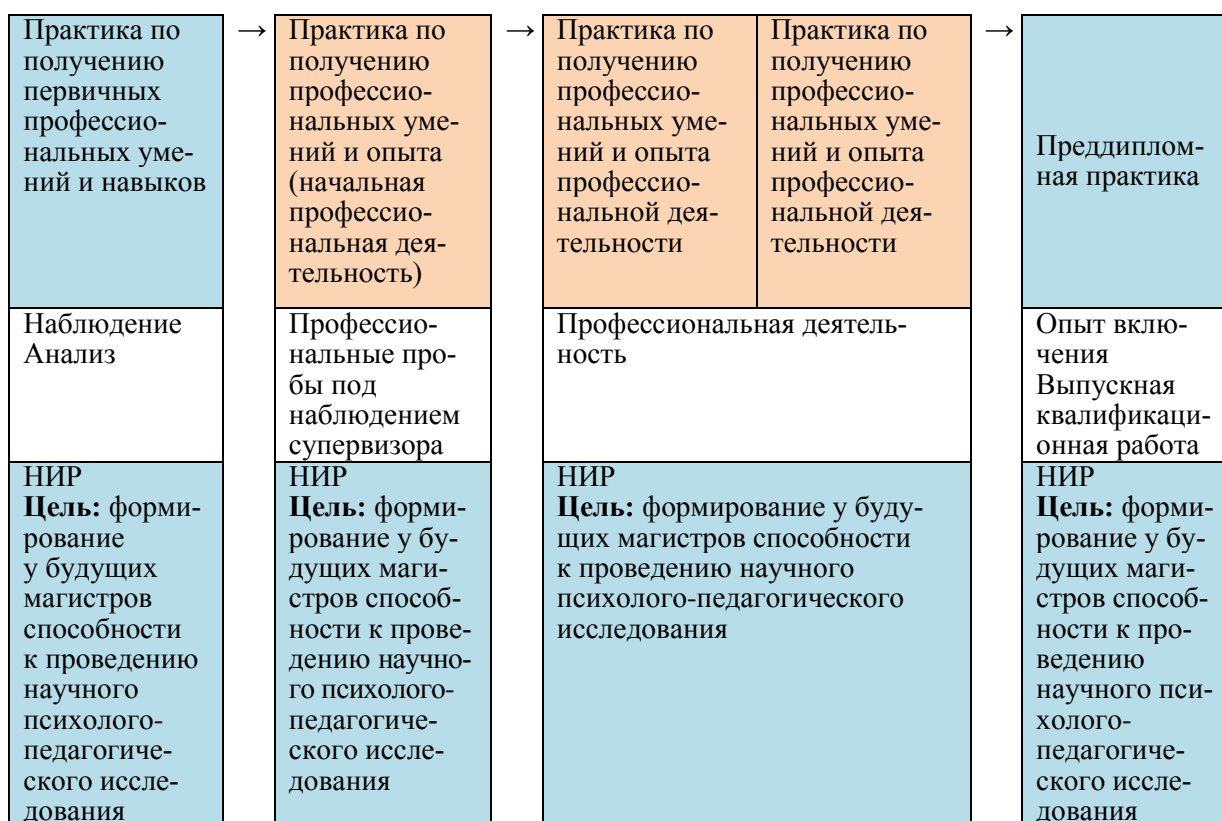 Практика по
получению
первичных
профессио-
нальных уме-
ний и навыков
→
Практика по
получению
профессио-
нальных уме-
ний и опыта
(начальная
профессио-
нальная дея-
тельность)
→
Практика по
получению
профессио-
нальных уме-
ний и опыта
профессио-
нальной дея-
тельности
Практика по
получению
профессио-
нальных уме-
ний и опыта
профессио-
нальной дея-
тельности
→
Преддиплом-
ная практика
Наблюдение
Анализ
Профессио-
нальные про-
бы под
наблюдением
супервизора
Профессиональная деятель-
ность
Опыт вклю-
чения
Выпускная
квалификаци-
онная работа
НИР
Цель: форми-
рование
у будущих
магистров
способности
к проведению
научного
психолого-
педагогиче-
ского иссле-
дования
НИР
Цель: форми-
рование у бу-
дущих маги-
стров способ-
ности к прове-
дению научно-
го психолого-
педагогиче-
ского иссле-
дования
НИР
Цель: формирование у буду-
щих магистров способности
к проведению научного
психолого-педагогического
исследования
НИР
Цель: форми-
рование у бу-
дущих маги-
стров способ-
ности к про-
ведению
научного пси-
холого-
педагогиче-
ского иссле-
дования